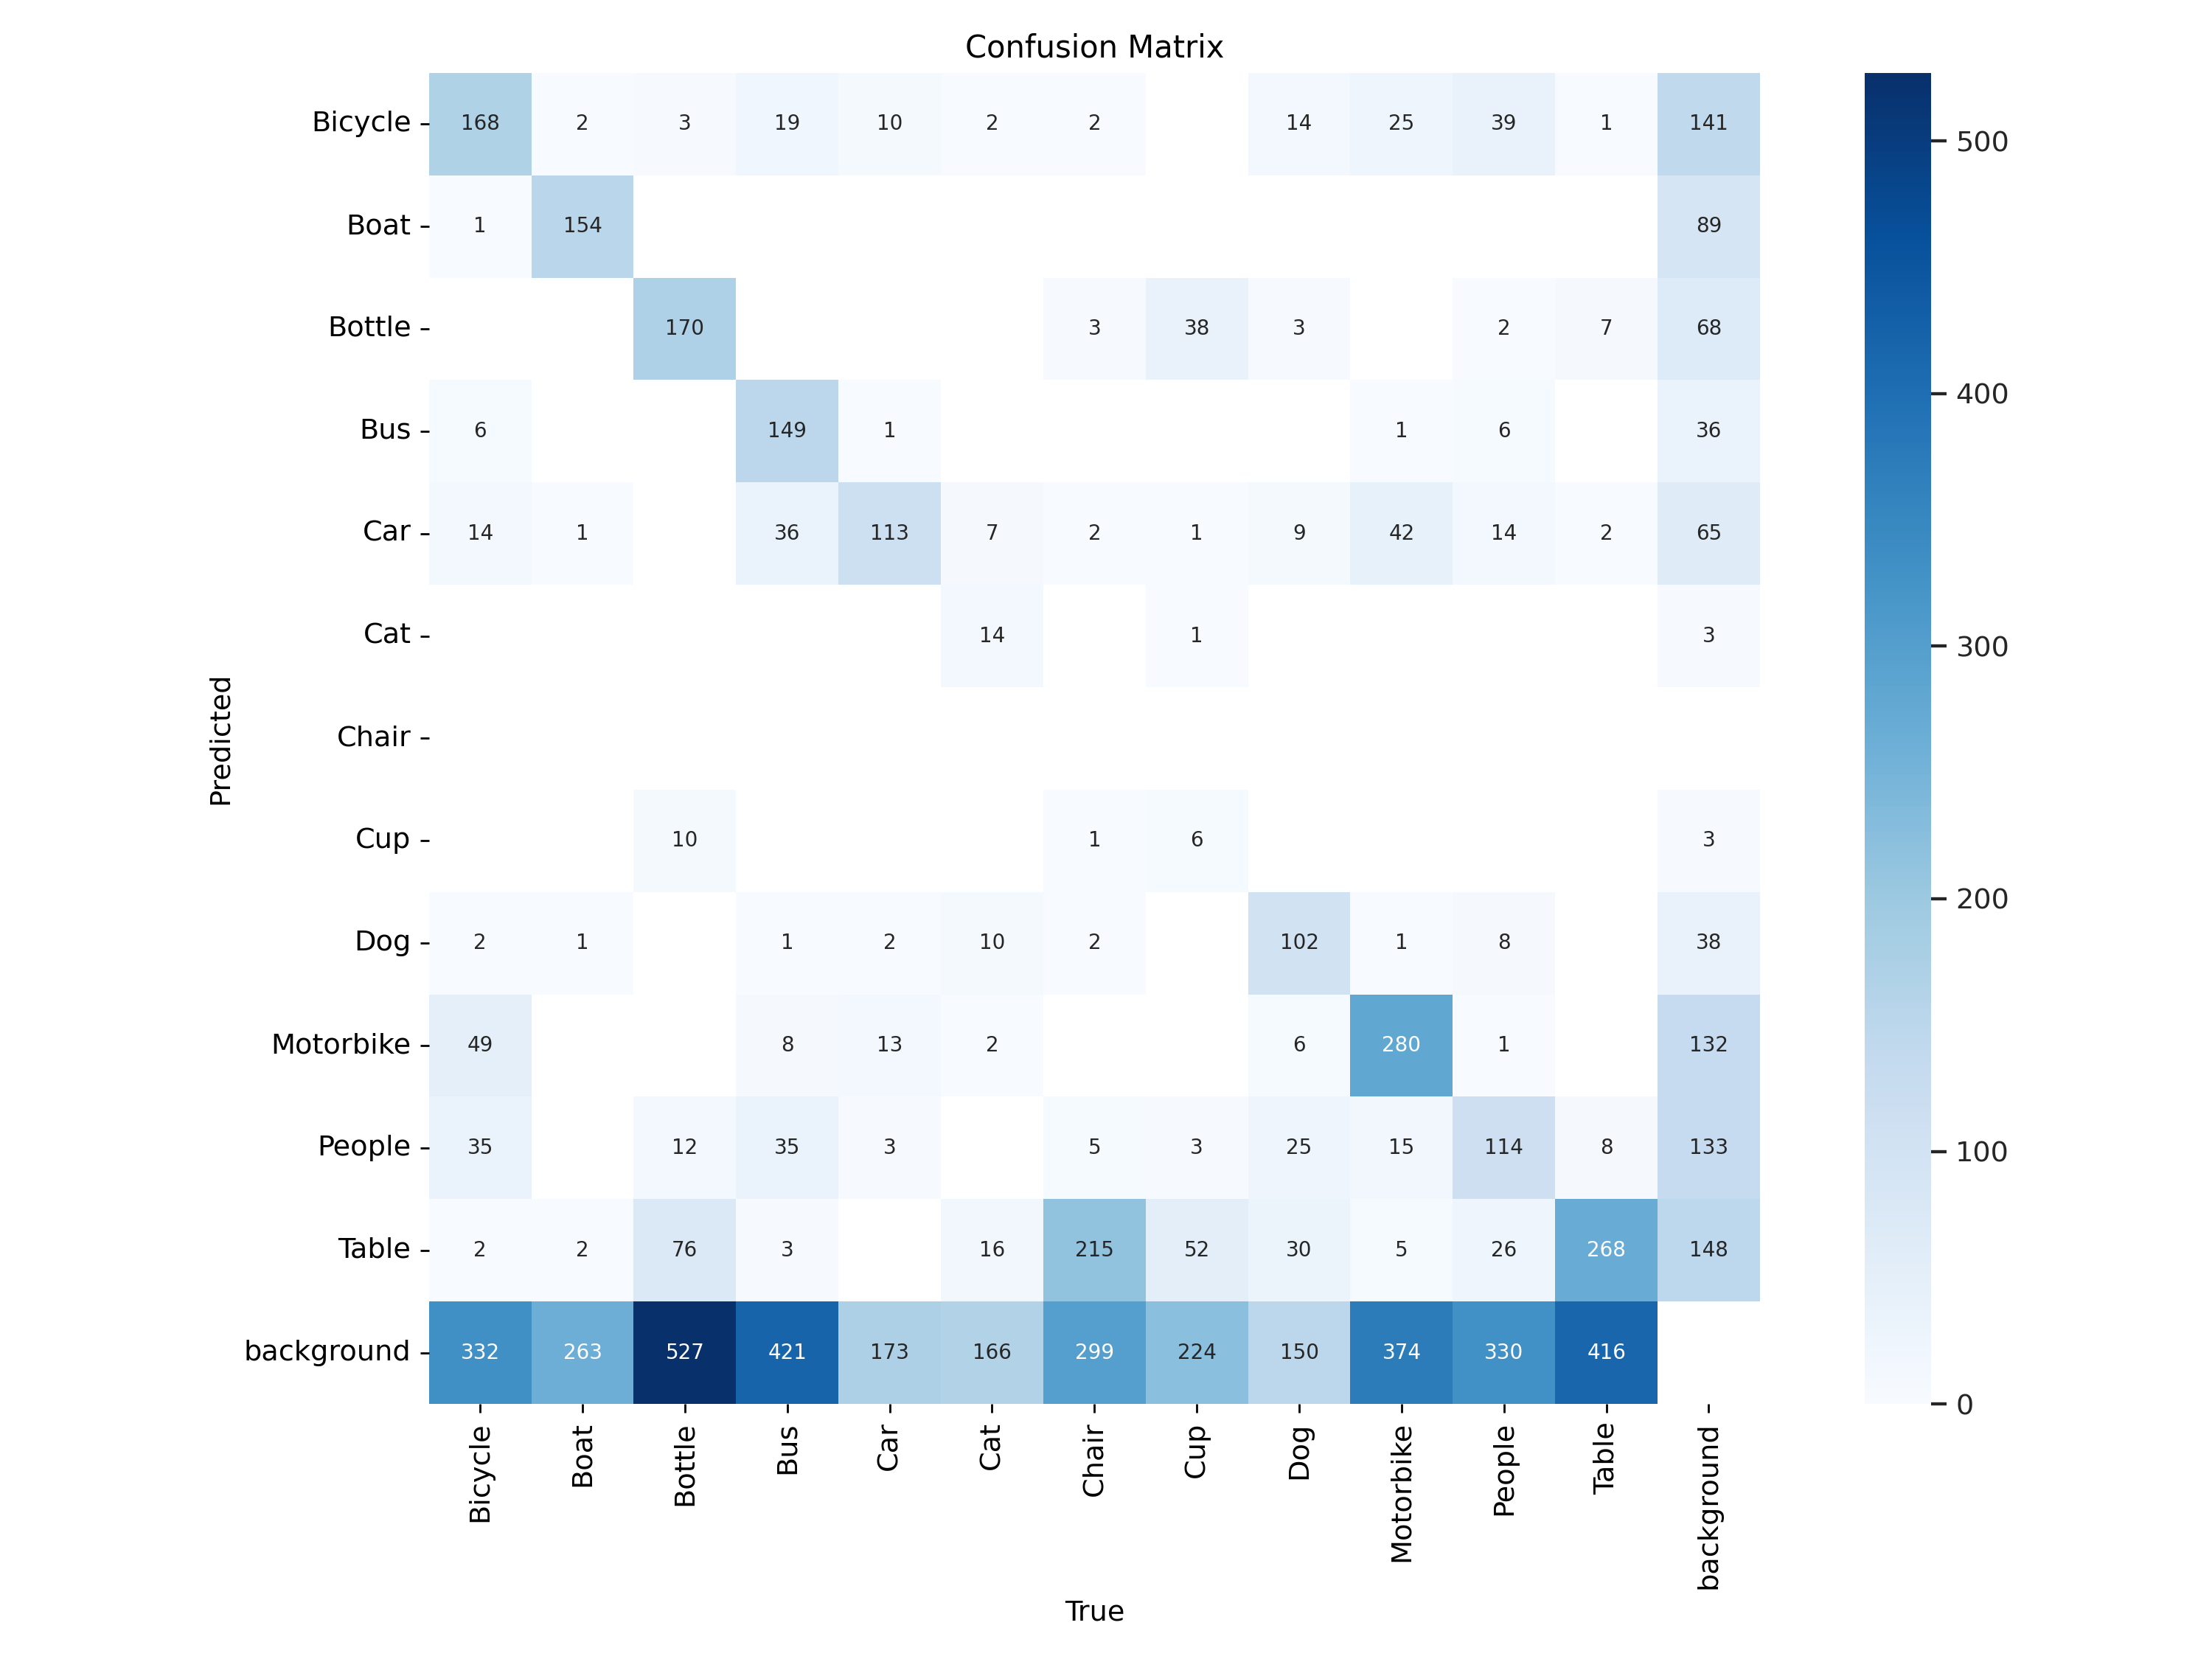 Confusion Matrix
Bicycle 168 2 3 19 10 2 2 14 25 39 1 141
Boat 1 154 89
Bottle 170 3 38 3 2 7 68
Bus 6 149 1 1 6 36
Car 14 1 36 113 7 2 1 9 42 14 2 65
Cat 14 1 3
Chair
Cup 10 1 6 3
Dog 2 1 1 2 10 2 102 1 8 38
Motorbike 49 8 13 2 6 280 1 132
People 35 12 35 3 5 3 25 15 114 8 133
Table 2 2 76 3 16 215 52 30 5 26 268 148
background 332 263 527 421 173 166 299 224 150 374 330 416
Bicycle Boat Bottle Bus Car Cat Chair Cup Dog Motorbike People Table background
True
Predicted
500
400
300
200
100
0